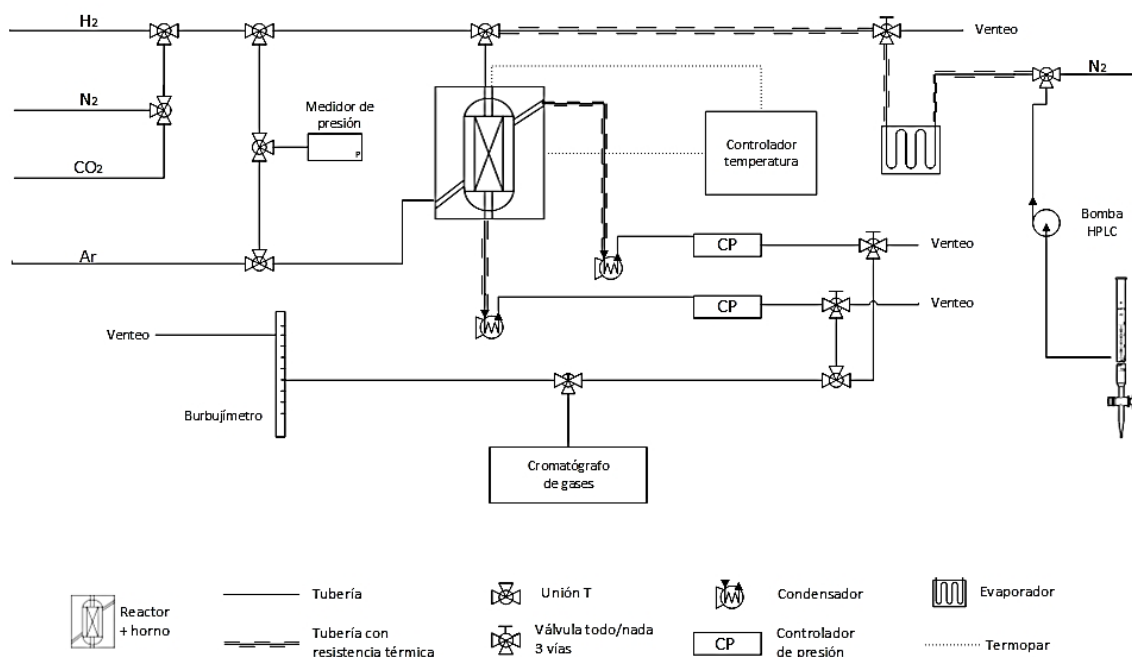 H₂
Venteo
N₂
N₂
Medidor de
presión
P
CO₂
Controlador
temperatura
Bomba
HPLC
CP
Venteo
Ar
CP
Venteo
Venteo
Burbujímetro
Cromatógrafo
de gases
Reactor
+ horno
Tubería
Unión T
Condensador
Evaporador
Tubería con
resistencia térmica
Válvula todo/nada
3 vías
CP
Controlador
de presión
Termopar